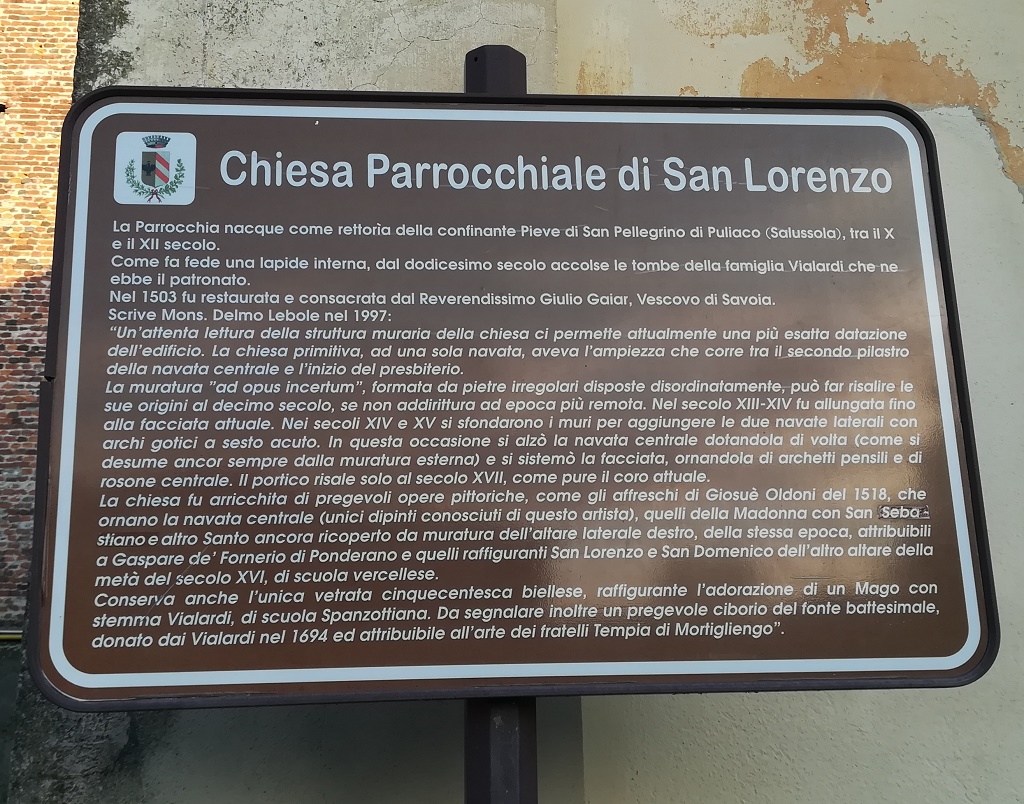 Chiesa Parrocchiale di San Lorenzo
La Parrocchia nacque come rettorìa della confinante Pieve di San Pellegrino di Puliaco (Salussola), tra il X
e il XII secolo.
Come fa fede una lapide interna, dal dodicesimo secolo accolse le tombe della famiglia Vialardi che ne
ebbe il patronato.
Nel 1503 fu restaurata e consacrata dal Reverendissimo Giulio Gaiar, Vescovo di Savoia.
Scrive Mons. Delmo Lebole nel 1997:
"Un'attenta lettura della struttura muraria della chiesa ci permette attualmente una più esatta datazione
dell'edificio. La chiesa primitiva, ad una sola navata, aveva l'ampiezza che corre tra il secondo pilastro
della navata centrale e l'inizio del presbiterio.
La muratura "ad opus incertum", formata da pietre irregolari disposte disordinatamente, può far risalire le
sue origini al decimo secolo, se non addirittura ad epoca più remota. Nel secolo XIII-XIV fu allungata fino
alla facciata attuale. Nei secoli XIV e XV si sfondarono i muri per aggiungere le due navate laterali con
archi gotici a sesto acuto. In questa occasione si alzò la navata centrale dotandola di volta (come si
desume ancor sempre dalla muratura esterna) e si sistemò la facciata, ornandola di archetti pensili e di
rosone centrale. Il portico risale solo al secolo XVII, come pure il coro attuale.
La chiesa fu arricchita di pregevoli opere pittoriche, come gli affreschi di Giosuè Oldoni del 1518, che
ornano la navata centrale (unici dipinti conosciuti di questo artista), quelli della Madonna con San Seba-
stiano e altro Santo ancora ricoperto da muratura dell'altare laterale destro, della stessa epoca, attribuibili
a Gaspare de' Fornerio di Ponderano e quelli raffiguranti San Lorenzo e San Domenico dell'altro altare della
metà del secolo XVI, di scuola vercellese.
Conserva anche l'unica vetrata cinquecentesca biellese, raffigurante l'adorazione di un Mago con
stemma Vialardi, di scuola Spanzottiana. Da segnalare inoltre un pregevole ciborio del fonte battesimale,
donato dai Vialardi nel 1694 ed attribuibile all'arte dei fratelli Tempia di Mortigliengo".